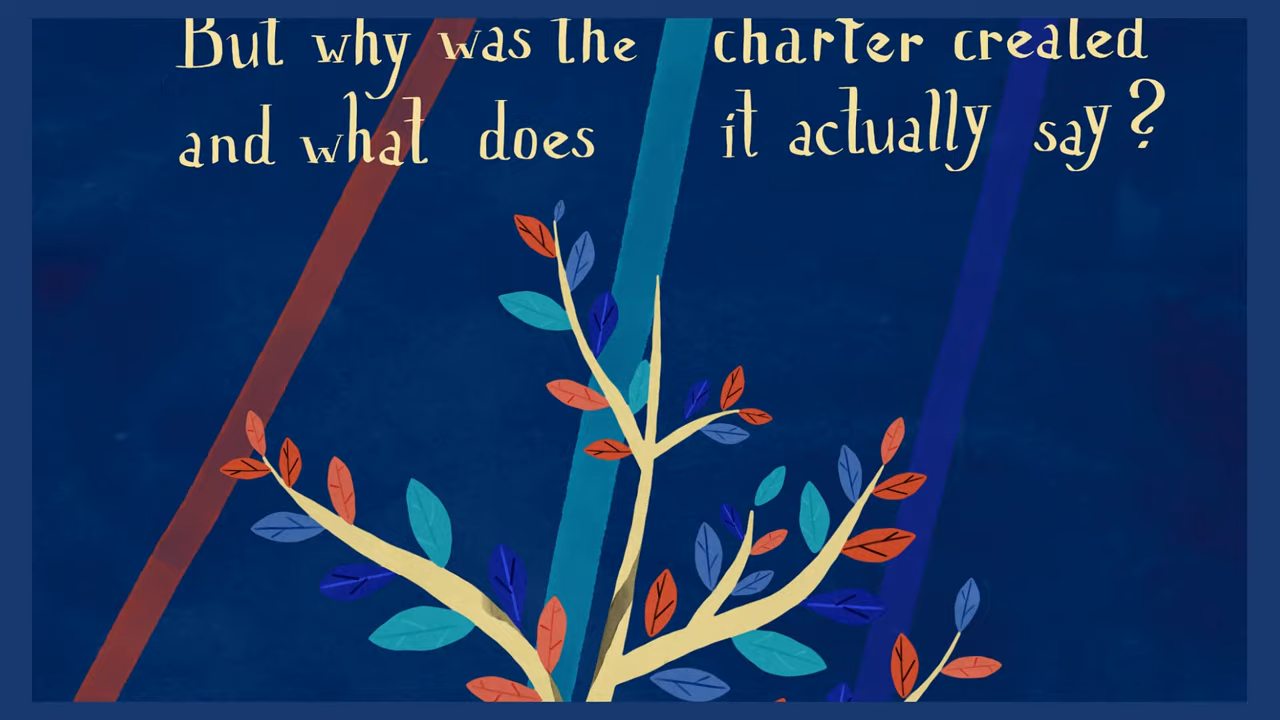 But why was the charter created
and what does it actually say?